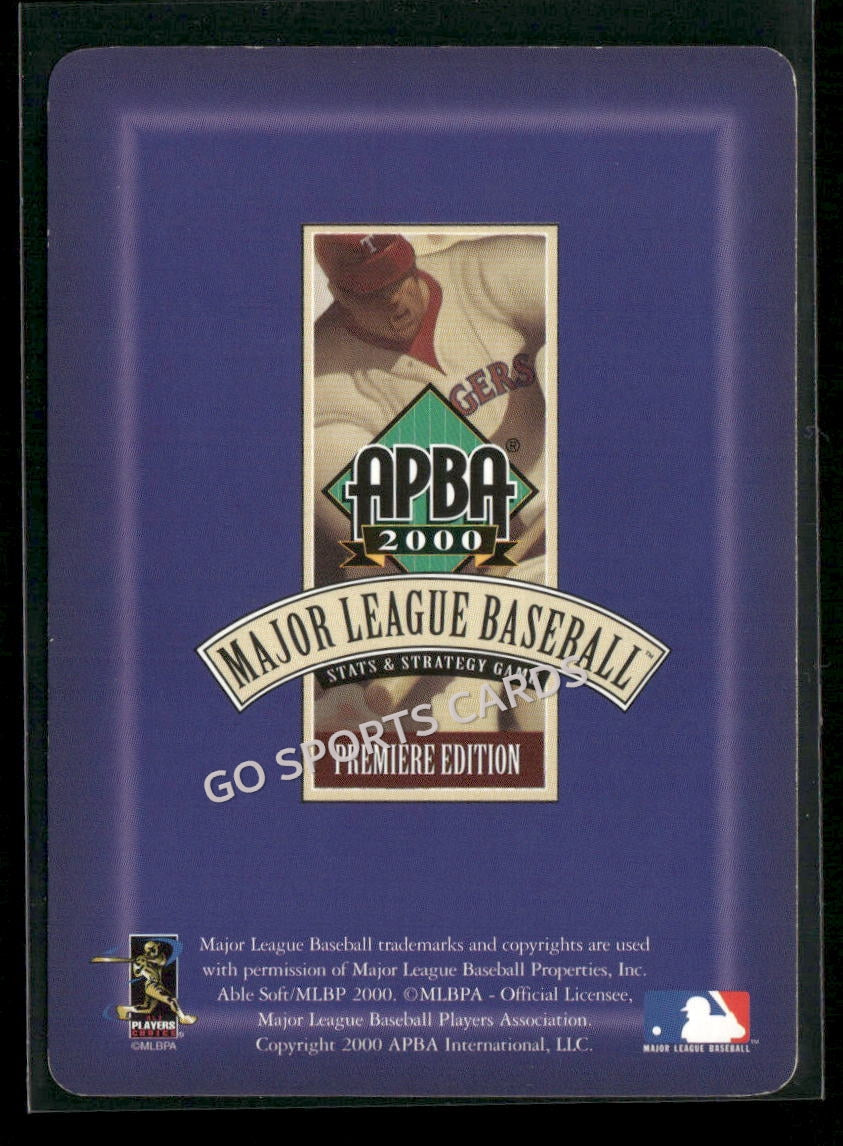 T
GERS
APBA®
2000
MAJOR LEAGUE BASEBALL™
STATS & STRATEGY GAME
GO SPORTS CARDS
PREMIERE EDITION
Major League Baseball trademarks and copyrights are used
with permission of Major League Baseball Properties, Inc.
Able Soft/MLBP 2000. ©MLBPA - Official Licensee,
Major League Baseball Players Association.
Copyright 2000 APBA International, LLC.
PLAYERS
CHOICE®
©MLBPA
MAJOR LEAGUE BASEBALL™